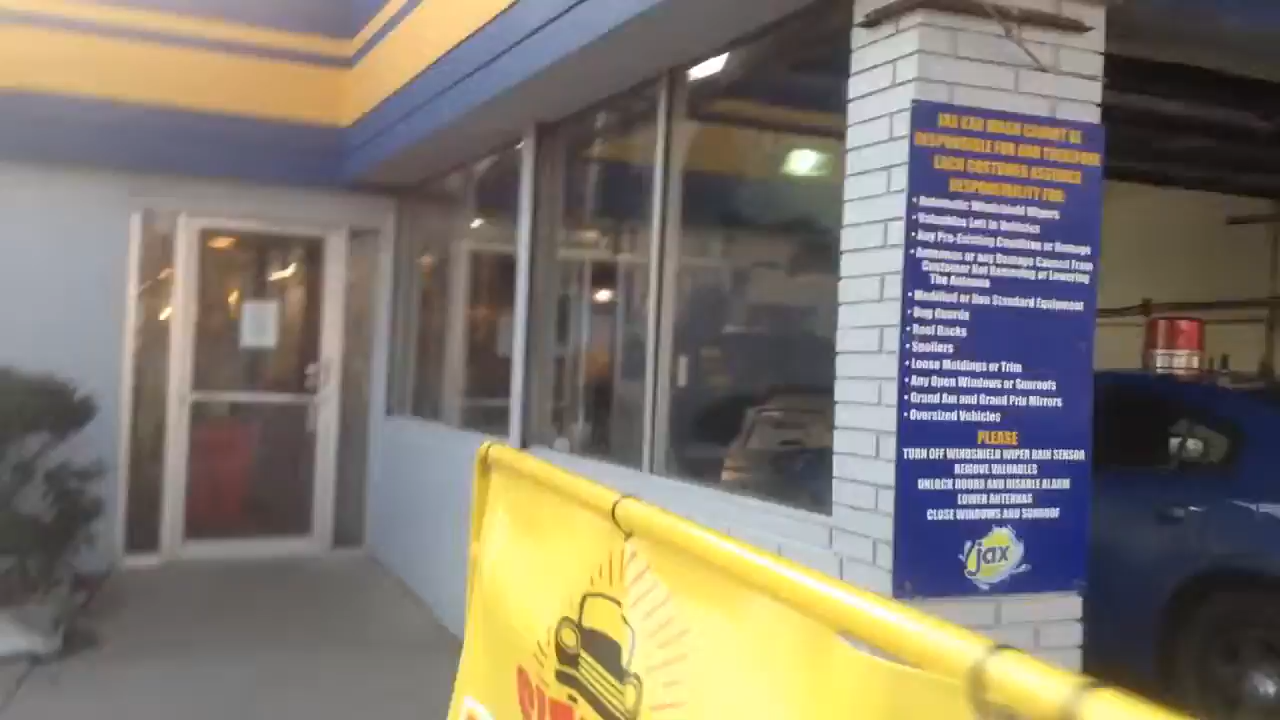 JAX KAR WASH CANNOT BE
RESPONSIBLE FOR AND THEREFORE
EACH CUSTOMER ASSUMES
RESPONSIBILITY FOR:
• Automatic Windshield Wipers
• Valuables Left In Vehicles
• Any Pre-Existing Condition or Damage
• Antennas or any Damage Caused From
Customer Not Removing or Lowering
The Antenna
• Modified or Non Standard Equipment
• Bug Guards
• Roof Racks
• Spoilers
• Loose Moldings or Trim
• Any Open Windows or Sunroofs
• Grand Am and Grand Prix Mirrors
• Oversized Vehicles
PLEASE
TURN OFF WINDSHIELD WIPER RAIN SENSOR
REMOVE VALUABLES
UNLOCK DOORS AND DISABLE ALARM
LOWER ANTENNAS
CLOSE WINDOWS AND SUNROOF
jax